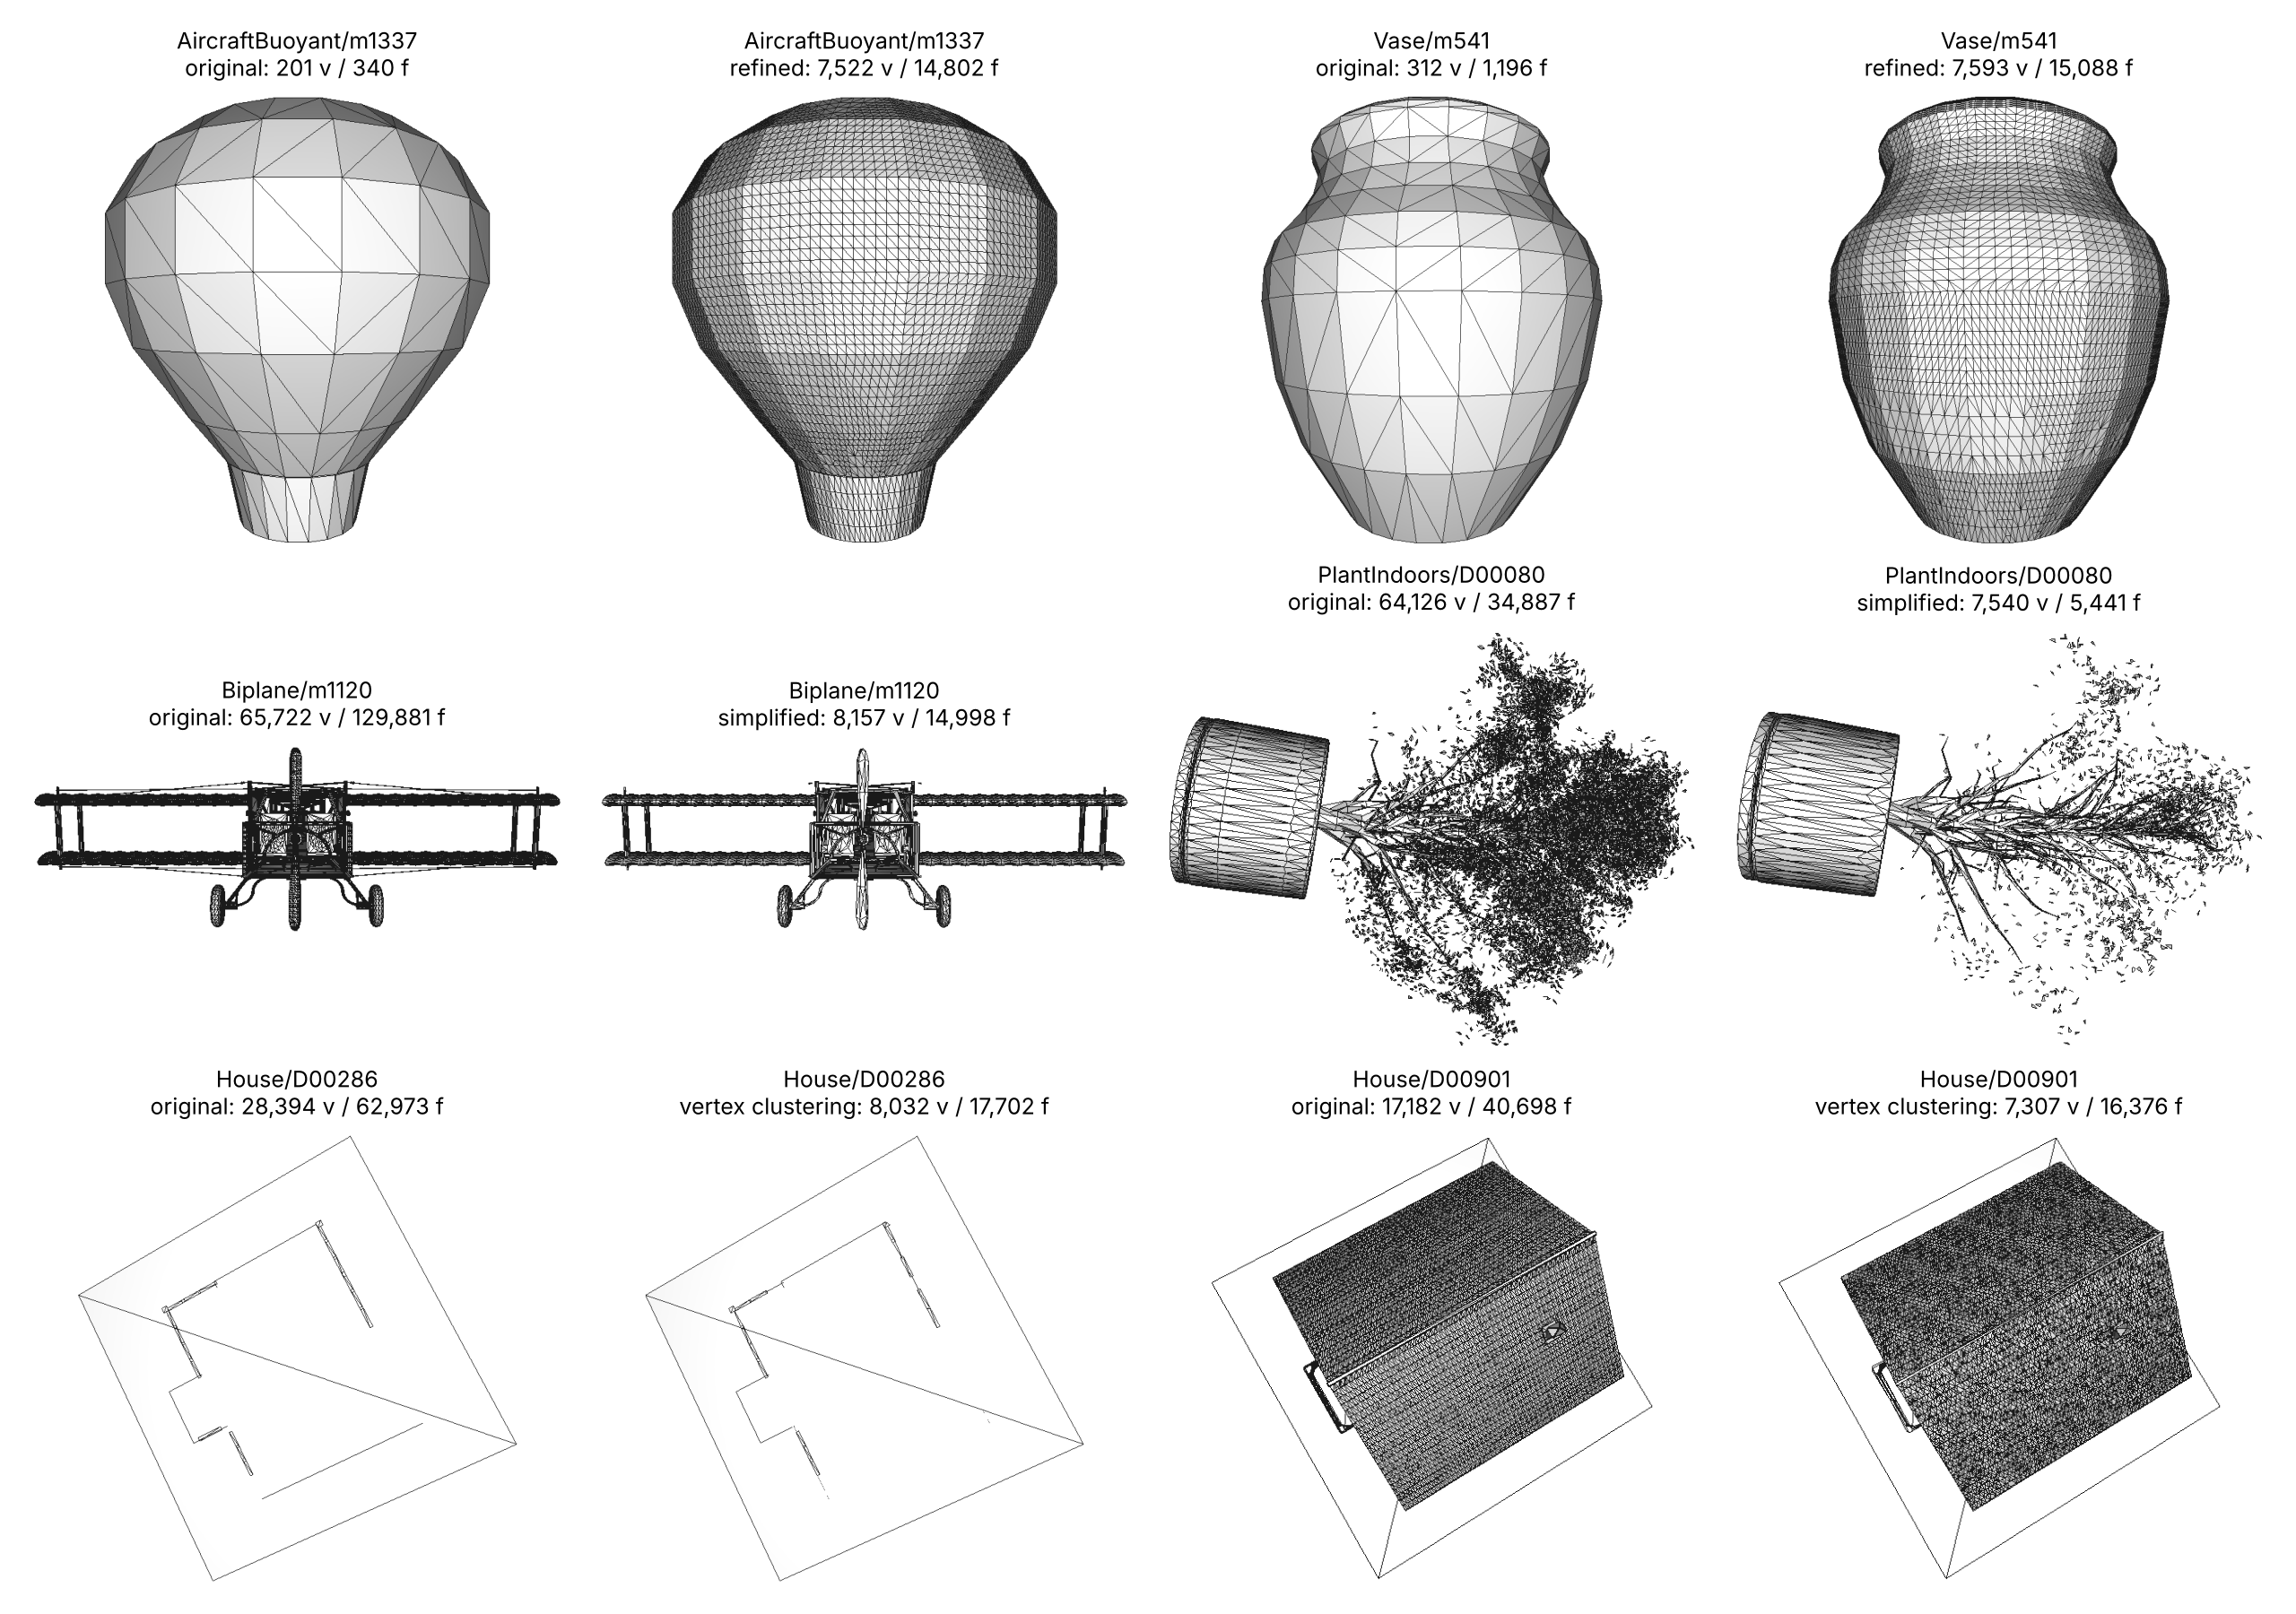 AircraftBuoyant/m1337
original: 201 v / 340 f
AircraftBuoyant/m1337
refined: 7,522 v / 14,802 f
Vase/m541
original: 312 v / 1,196 f
Vase/m541
refined: 7,593 v / 15,088 f
Biplane/m1120
original: 65,722 v / 129,881 f
Biplane/m1120
simplified: 8,157 v / 14,998 f
PlantIndoors/D00080
original: 64,126 v / 34,887 f
PlantIndoors/D00080
simplified: 7,540 v / 5,441 f
House/D00286
original: 28,394 v / 62,973 f
House/D00286
vertex clustering: 8,032 v / 17,702 f
House/D00901
original: 17,182 v / 40,698 f
House/D00901
vertex clustering: 7,307 v / 16,376 f